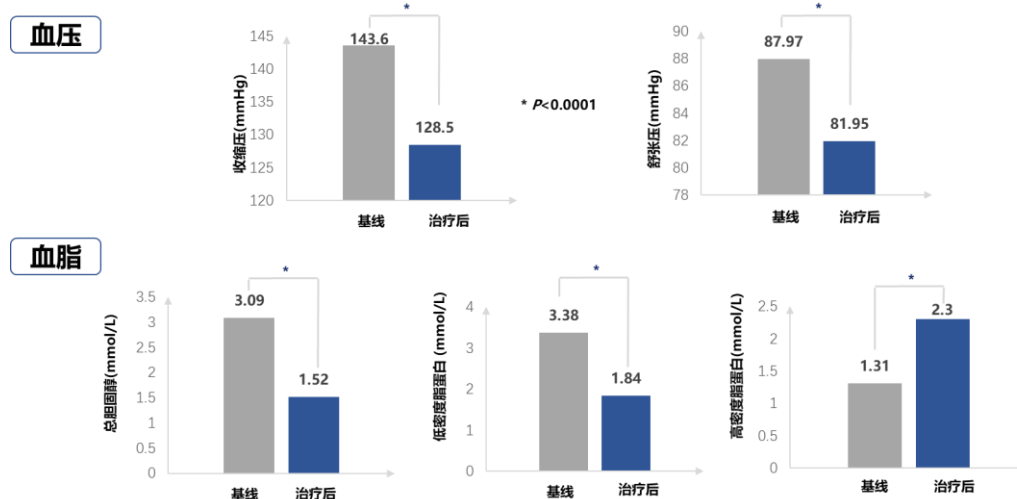 血压
收缩压(mmHg)
145
140
135
130
125
120
*
143.6
128.5
基线
治疗后
* P<0.0001
舒张压(mmHg)
90
88
86
84
82
80
78
*
87.97
81.95
基线
治疗后
血脂
总胆固醇(mmol/L)
3.5
3
2.5
2
1.5
1
0.5
0
*
3.09
1.52
基线
治疗后
低密度脂蛋白 (mmol/L)
4
3
2
1
0
*
3.38
1.84
基线
治疗后
高密度脂蛋白(mmol/L)
2.5
2
1.5
1
0.5
0
*
1.31
2.3
基线
治疗后